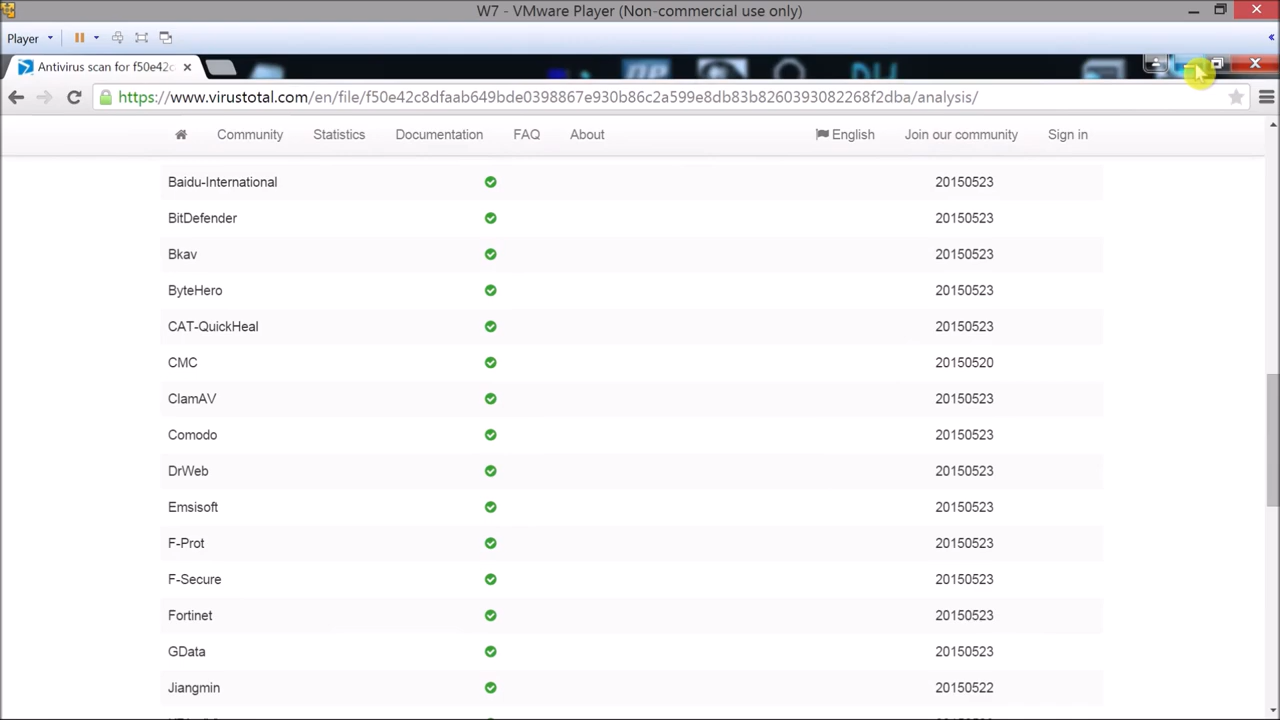 W7 - VMware Player (Non-commercial use only)
Player
Antivirus scan for f50e42c
https://www.virustotal.com/en/file/f50e42c8dfaab649bde0398f67e930b86c2a599e8db83b8260393082268f2dba/analysis/
Community Statistics Documentation FAQ About English Join our community Sign in
Baidu-International 20150523
BitDefender 20150523
Bkav 20150523
ByteHero 20150523
CAT-QuickHeal 20150523
CMC 20150520
ClamAV 20150523
Comodo 20150523
DrWeb 20150523
Emsisoft 20150523
F-Prot 20150523
F-Secure 20150523
Fortinet 20150523
GData 20150523
Jiangmin 20150522